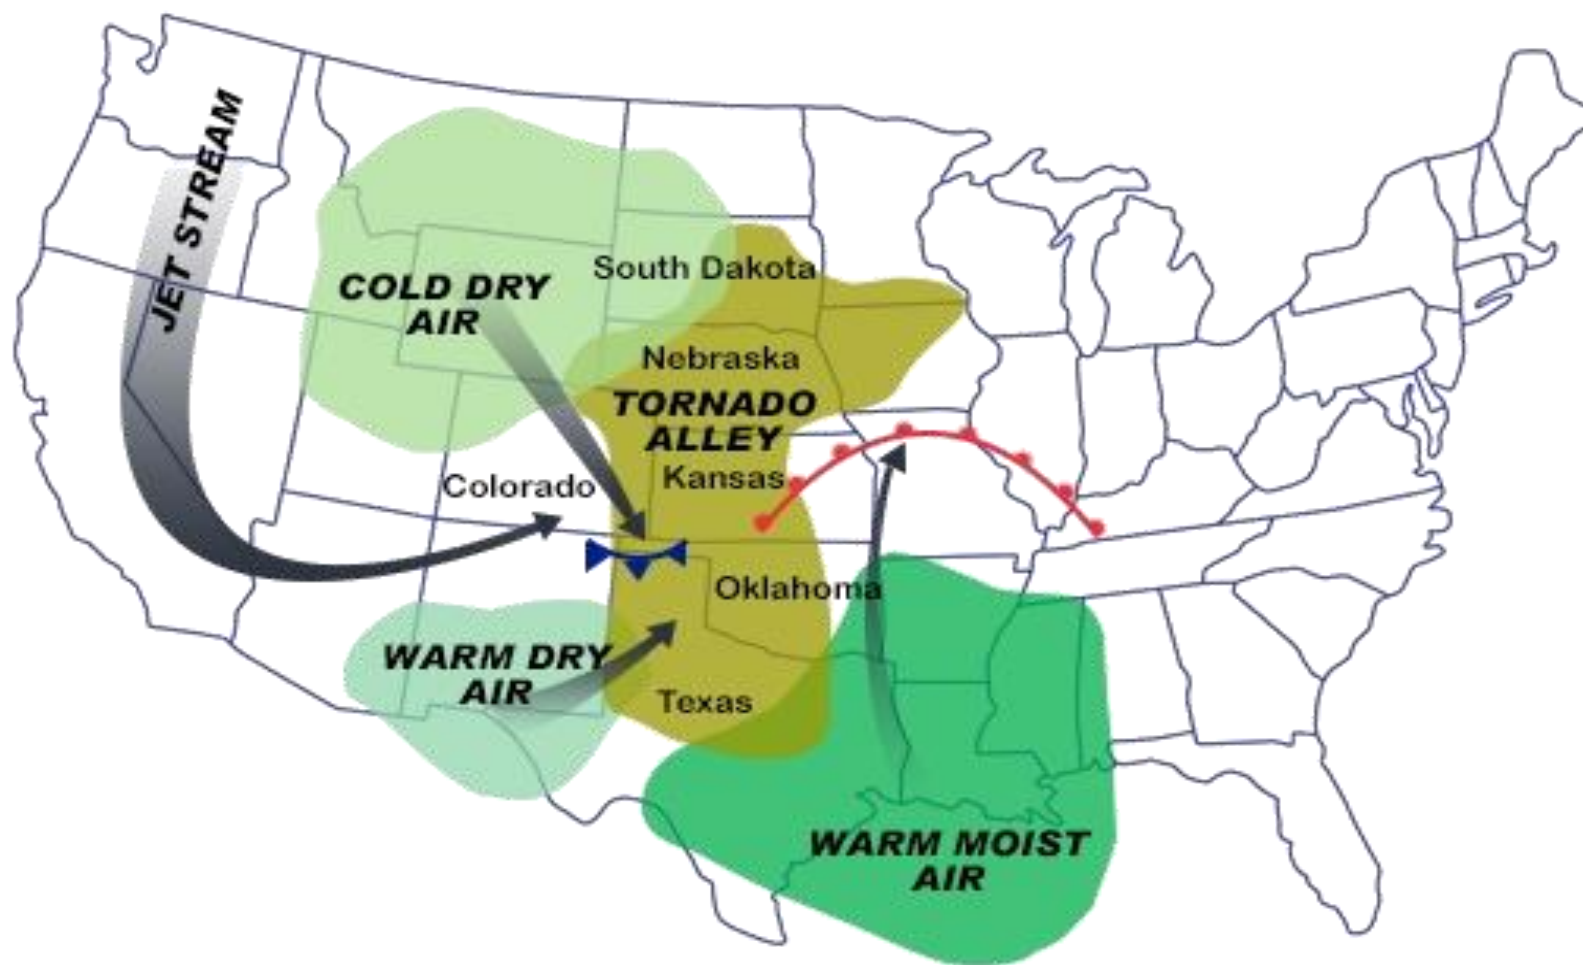 JET STREAM
COLD DRY
AIR
South Dakota
Nebraska
TORNADO
ALLEY
Kansas
Colorado
Oklahoma
WARM DRY
AIR
Texas
WARM MOIST
AIR